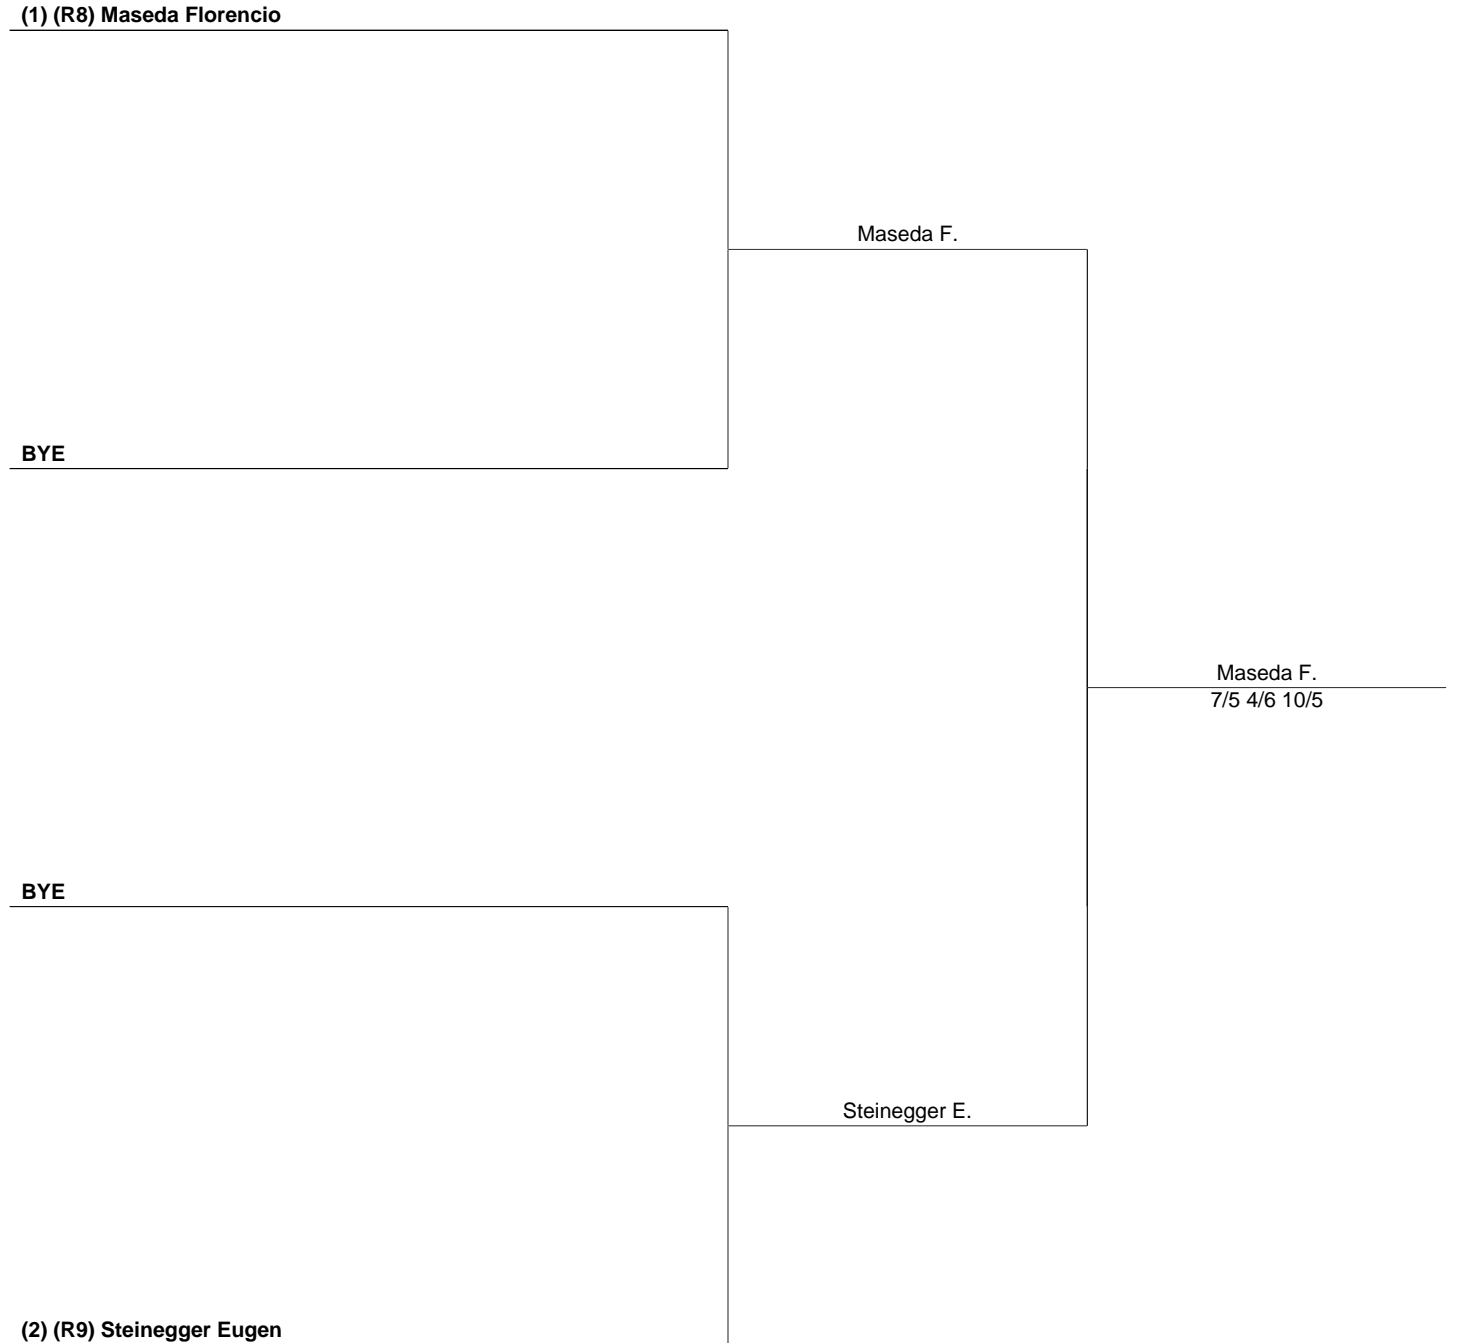 (1) (R8) Maseda Florencio
Maseda F.
BYE
Maseda F.
7/5 4/6 10/5
BYE
Steinegger E.
(2) (R9) Steinegger Eugen